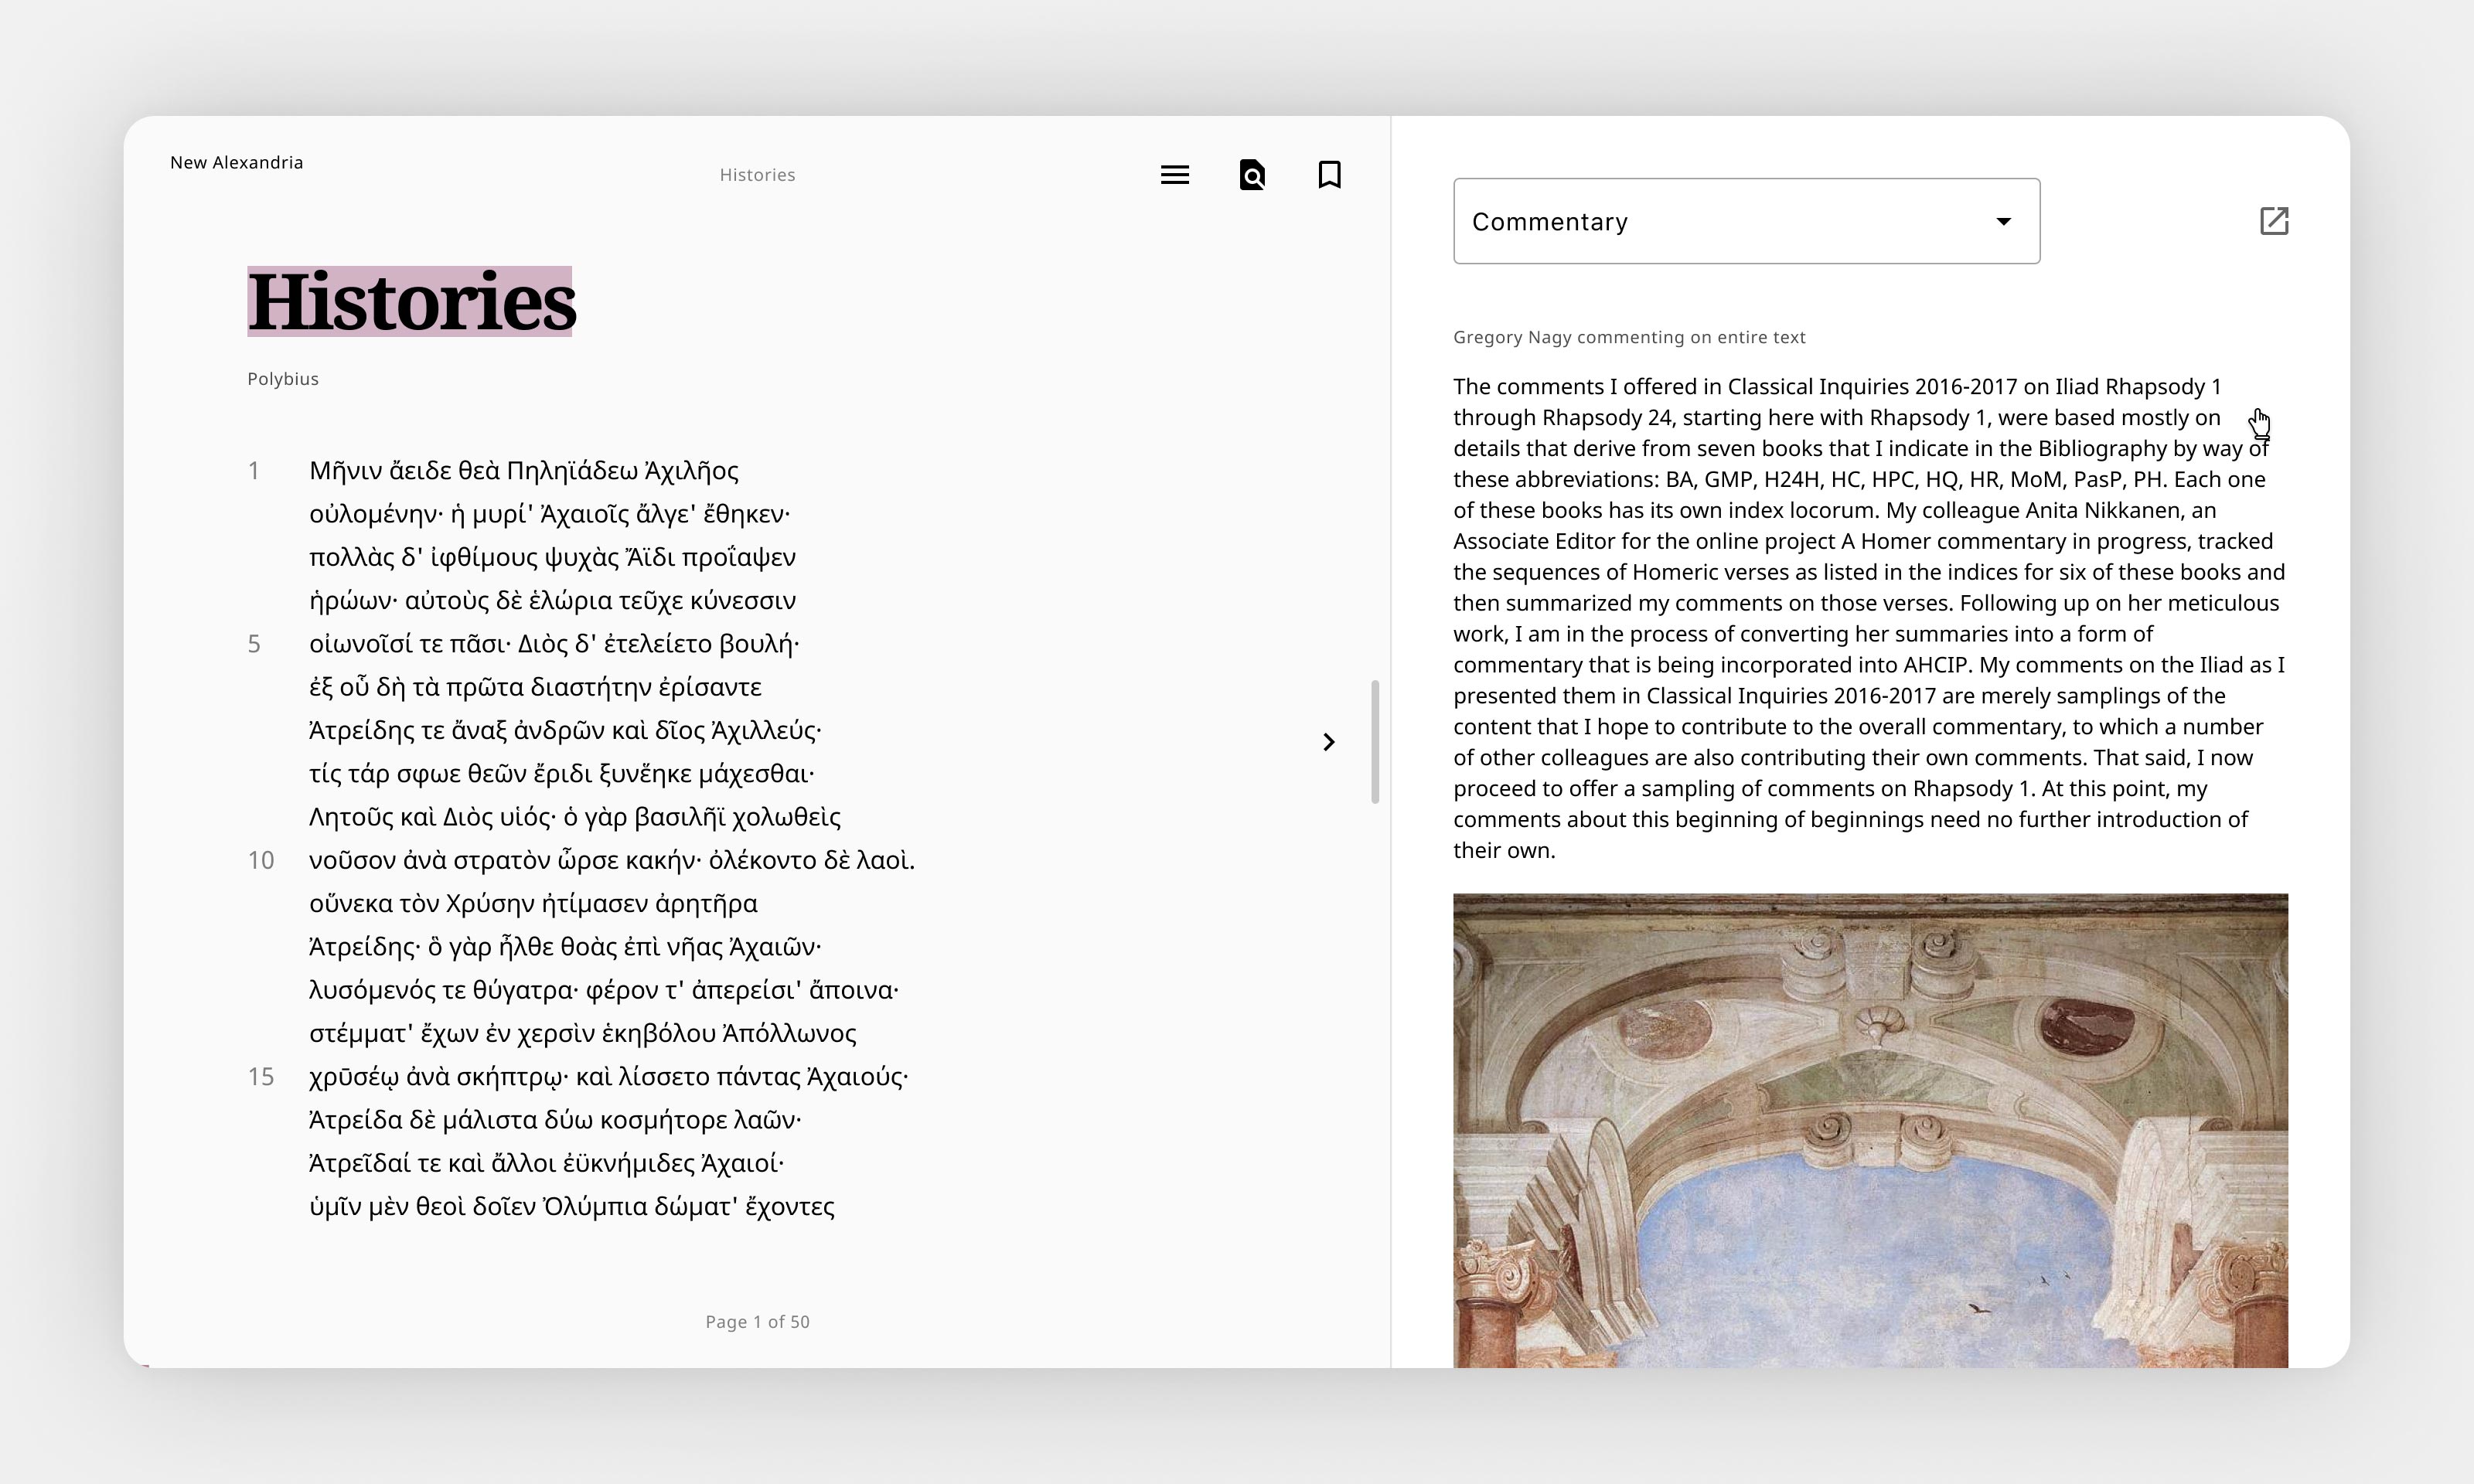 New Alexandria
Histories
Histories
Polybius
1 Μῆνιν ἄειδε θεὰ Πηληϊάδεω Ἀχιλῆος
οὐλομένην· ἡ μυρί' Ἀχαιοῖς ἄλγε' ἔθηκεν·
πολλὰς δ' ἰφθίμους ψυχὰς Ἄϊδι προΐαψεν
ἡρώων· αὐτοὺς δὲ ἑλώρια τεῦχε κύνεσσιν
5 οἰωνοῖσί τε πᾶσι· Διὸς δ' ἐτελείετο βουλή·
ἐξ οὗ δὴ τὰ πρῶτα διαστήτην ἐρίσαντε
Ἀτρείδης τε ἄναξ ἀνδρῶν καὶ δῖος Ἀχιλλεύς·
τίς τάρ σφωε θεῶν ἔριδι ξυνέηκε μάχεσθαι·
Λητοῦς καὶ Διὸς υἱός· ὁ γὰρ βασιλῆϊ χολωθεὶς
10 νοῦσον ἀνὰ στρατὸν ὦρσε κακήν· ὀλέκοντο δὲ λαοὶ.
οὕνεκα τὸν Χρύσην ἠτίμασεν ἀρητῆρα
Ἀτρείδης· ὃ γὰρ ἦλθε θοὰς ἐπὶ νῆας Ἀχαιῶν·
λυσόμενός τε θύγατρα· φέρον τ' ἀπερείσι' ἄποινα·
στέμματ' ἔχων ἐν χερσὶν ἑκηβόλου Ἀπόλλωνος
15 χρῡσέῳ ἀνὰ σκήπτρῳ· καὶ λίσσετο πάντας Ἀχαιούς·
Ἀτρείδα δὲ μάλιστα δύω κοσμήτορε λαῶν·
Ἀτρεῖδαί τε καὶ ἄλλοι ἐϋκνήμιδες Ἀχαιοί·
ὑμῖν μὲν θεοὶ δοῖεν Ὀλύμπια δώματ' ἔχοντες
Page 1 of 50
Commentary
Gregory Nagy commenting on entire text
The comments I offered in Classical Inquiries 2016-2017 on Iliad Rhapsody 1
through Rhapsody 24, starting here with Rhapsody 1, were based mostly on
details that derive from seven books that I indicate in the Bibliography by way of
these abbreviations: BA, GMP, H24H, HC, HPC, HQ, HR, MoM, PasP, PH. Each one
of these books has its own index locorum. My colleague Anita Nikkanen, an
Associate Editor for the online project A Homer commentary in progress, tracked
the sequences of Homeric verses as listed in the indices for six of these books and
then summarized my comments on those verses. Following up on her meticulous
work, I am in the process of converting her summaries into a form of
commentary that is being incorporated into AHCIP. My comments on the Iliad as I
presented them in Classical Inquiries 2016-2017 are merely samplings of the
content that I hope to contribute to the overall commentary, to which a number
of other colleagues are also contributing their own comments. That said, I now
proceed to offer a sampling of comments on Rhapsody 1. At this point, my
comments about this beginning of beginnings need no further introduction of
their own.